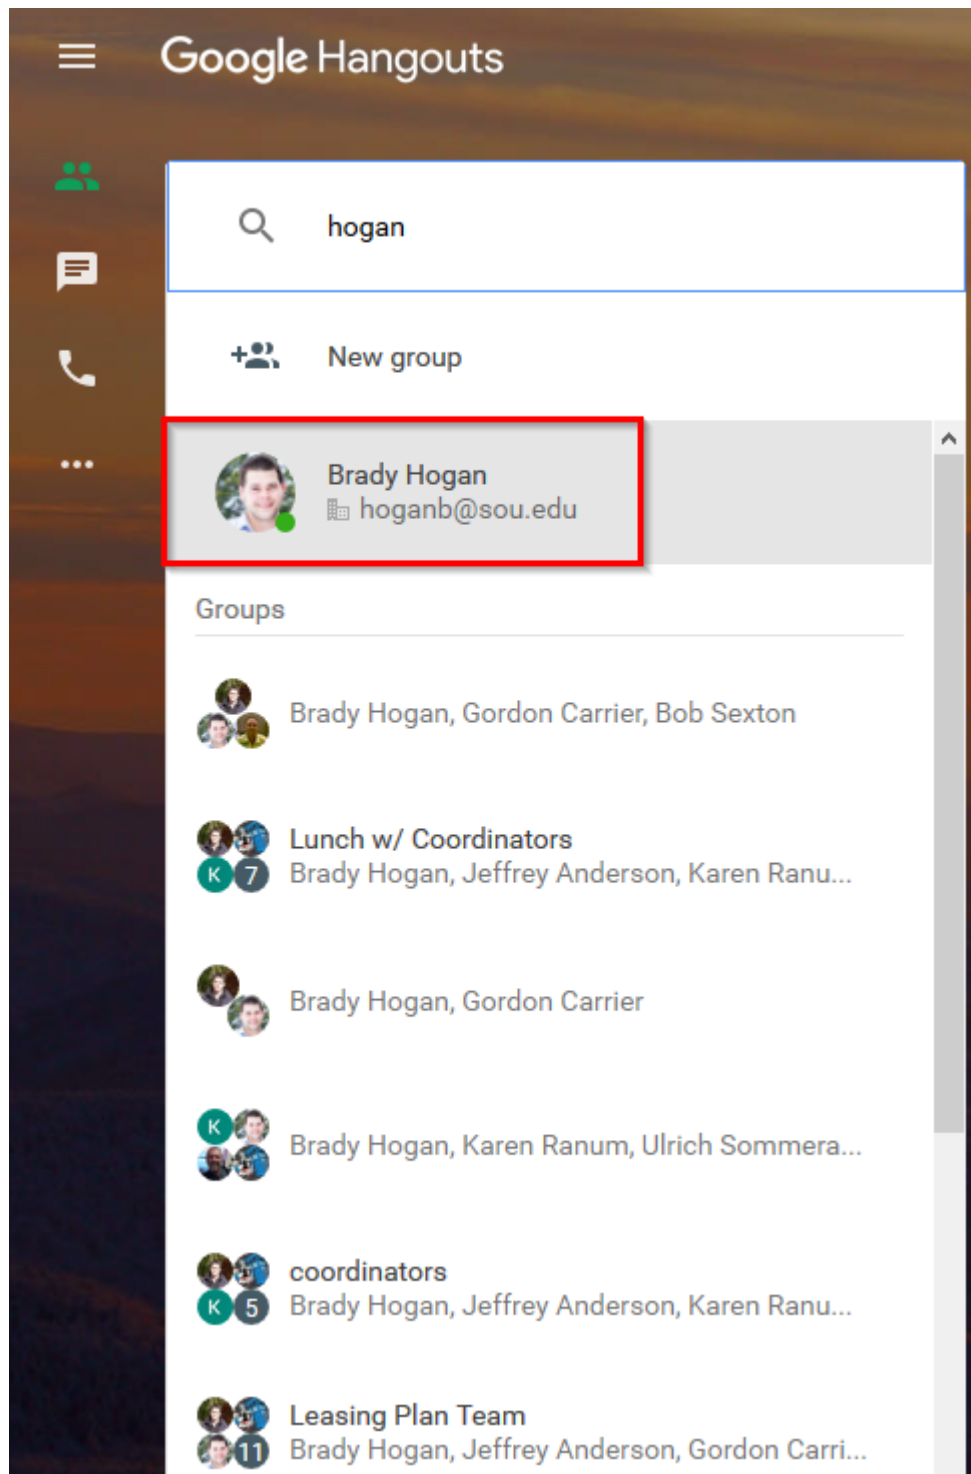 Google Hangouts
hogan
New group
Brady Hogan
hoganb@sou.edu
Groups
Brady Hogan, Gordon Carrier, Bob Sexton
Lunch w/ Coordinators
K 7
Brady Hogan, Jeffrey Anderson, Karen Ranu...
Brady Hogan, Gordon Carrier
K
Brady Hogan, Karen Ranum, Ulrich Sommera...
coordinators
K 5
Brady Hogan, Jeffrey Anderson, Karen Ranu...
Leasing Plan Team
11
Brady Hogan, Jeffrey Anderson, Gordon Carri...